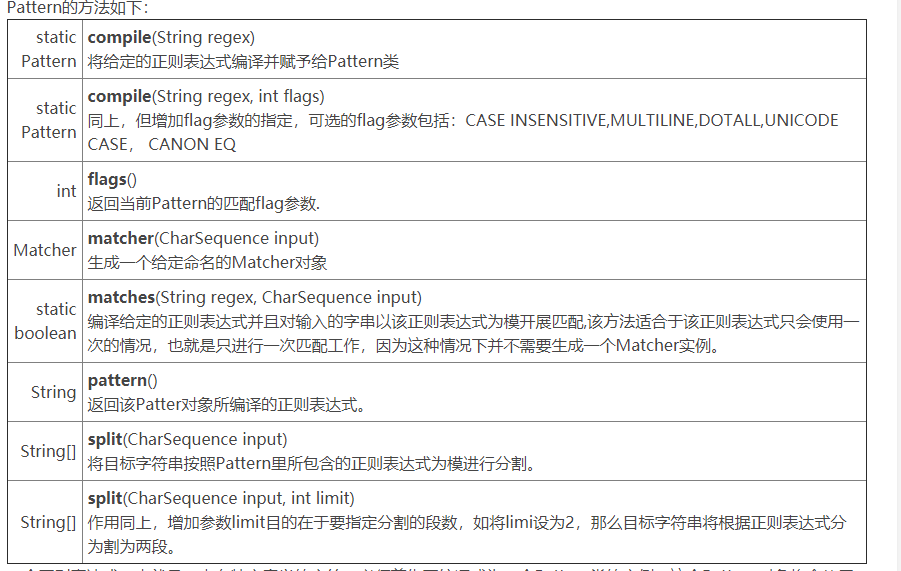 Pattern的方法如下：
static Pattern
compile(String regex)
将给定的正则表达式编译并赋予给Pattern类
static Pattern
compile(String regex, int flags)
同上，但增加flag参数的指定，可选的flag参数包括：CASE INSENSITIVE,MULTILINE,DOTALL,UNICODE
CASE， CANON EQ
int
flags()
返回当前Pattern的匹配flag参数.
Matcher
matcher(CharSequence input)
生成一个给定命名的Matcher对象
static boolean
matches(String regex, CharSequence input)
编译给定的正则表达式并且对输入的字串以该正则表达式为模开展匹配,该方法适合于该正则表达式只会使用一
次的情况，也就是只进行一次匹配工作，因为这种情况下并不需要生成一个Matcher实例。
String
pattern()
返回该Patter对象所编译的正则表达式。
String[]
split(CharSequence input)
将目标字符串按照Pattern里所包含的正则表达式为模进行分割。
String[]
split(CharSequence input, int limit)
作用同上，增加参数limit目的在于要指定分割的段数，如将limi设为2，那么目标字符串将根据正则表达式分
为割为两段。